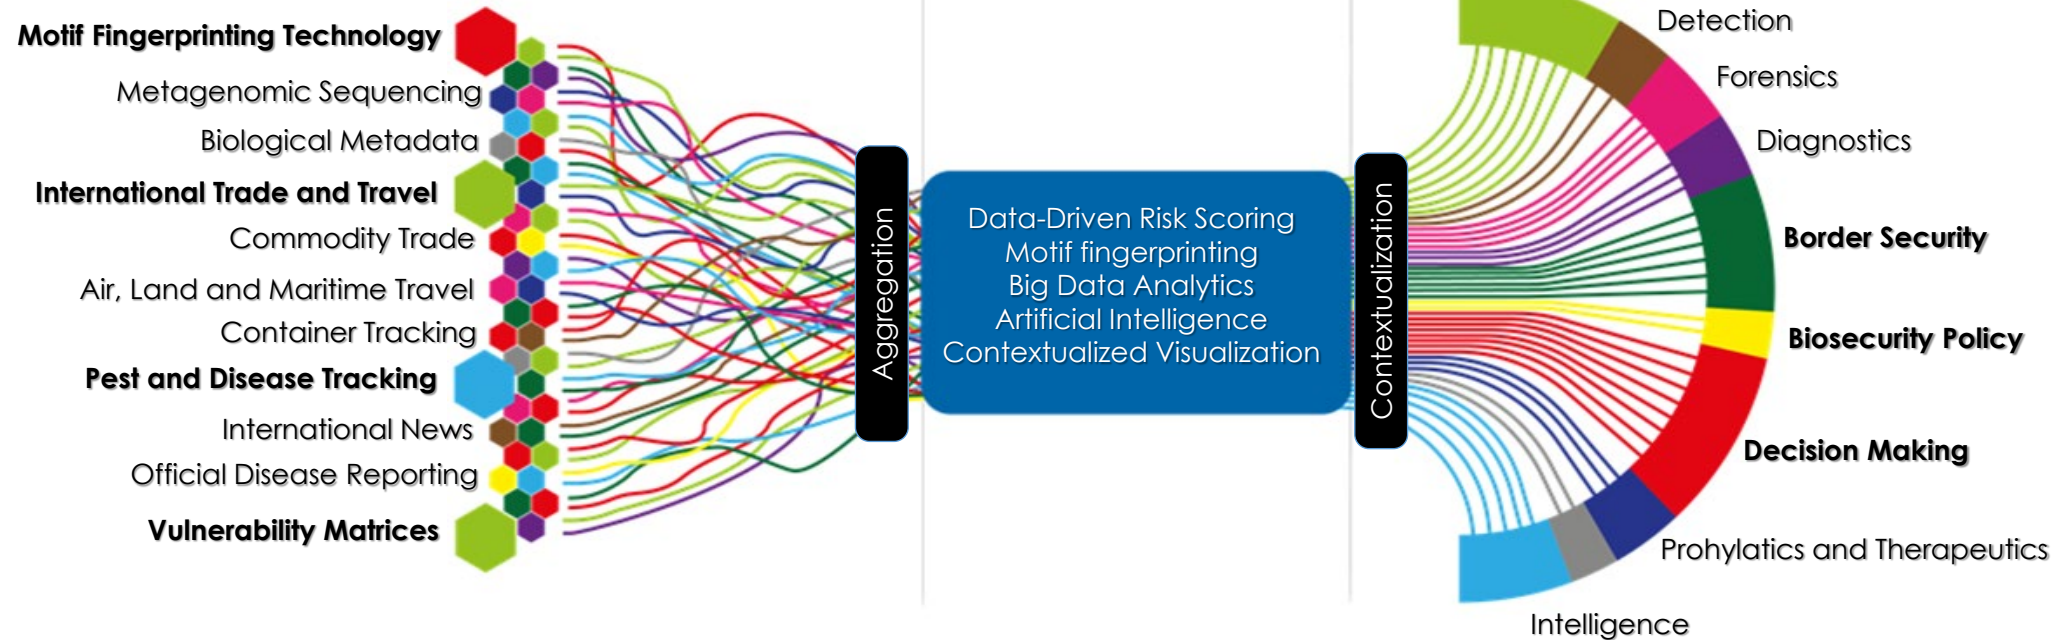 Motif Fingerprinting Technology
Metagenomic Sequencing
Biological Metadata
International Trade and Travel
Commodity Trade
Air, Land and Maritime Travel
Container Tracking
Pest and Disease Tracking
International News
Official Disease Reporting
Vulnerability Matrices
Aggregation
Data-Driven Risk Scoring
Motif fingerprinting
Big Data Analytics
Artificial Intelligence
Contextualized Visualization
Contextualization
Detection
Forensics
Diagnostics
Border Security
Biosecurity Policy
Decision Making
Prohylatics and Therapeutics
Intelligence